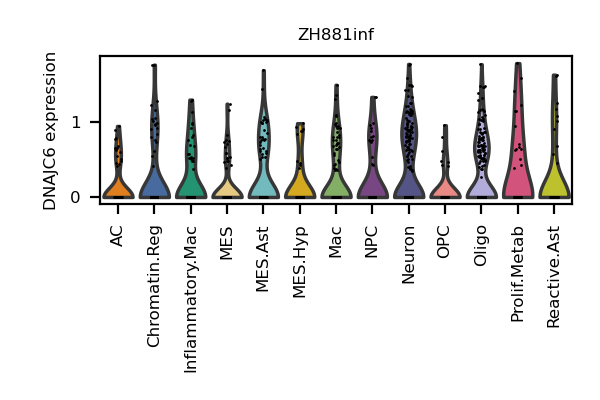 ZH881inf
DNAJC6 expression
1
0
AC
Chromatin.Reg
Inflammatory.Mac
MES
MES.Ast
MES.Hyp
Mac
NPC
Neuron
OPC
Oligo
Prolif.Metab
Reactive.Ast